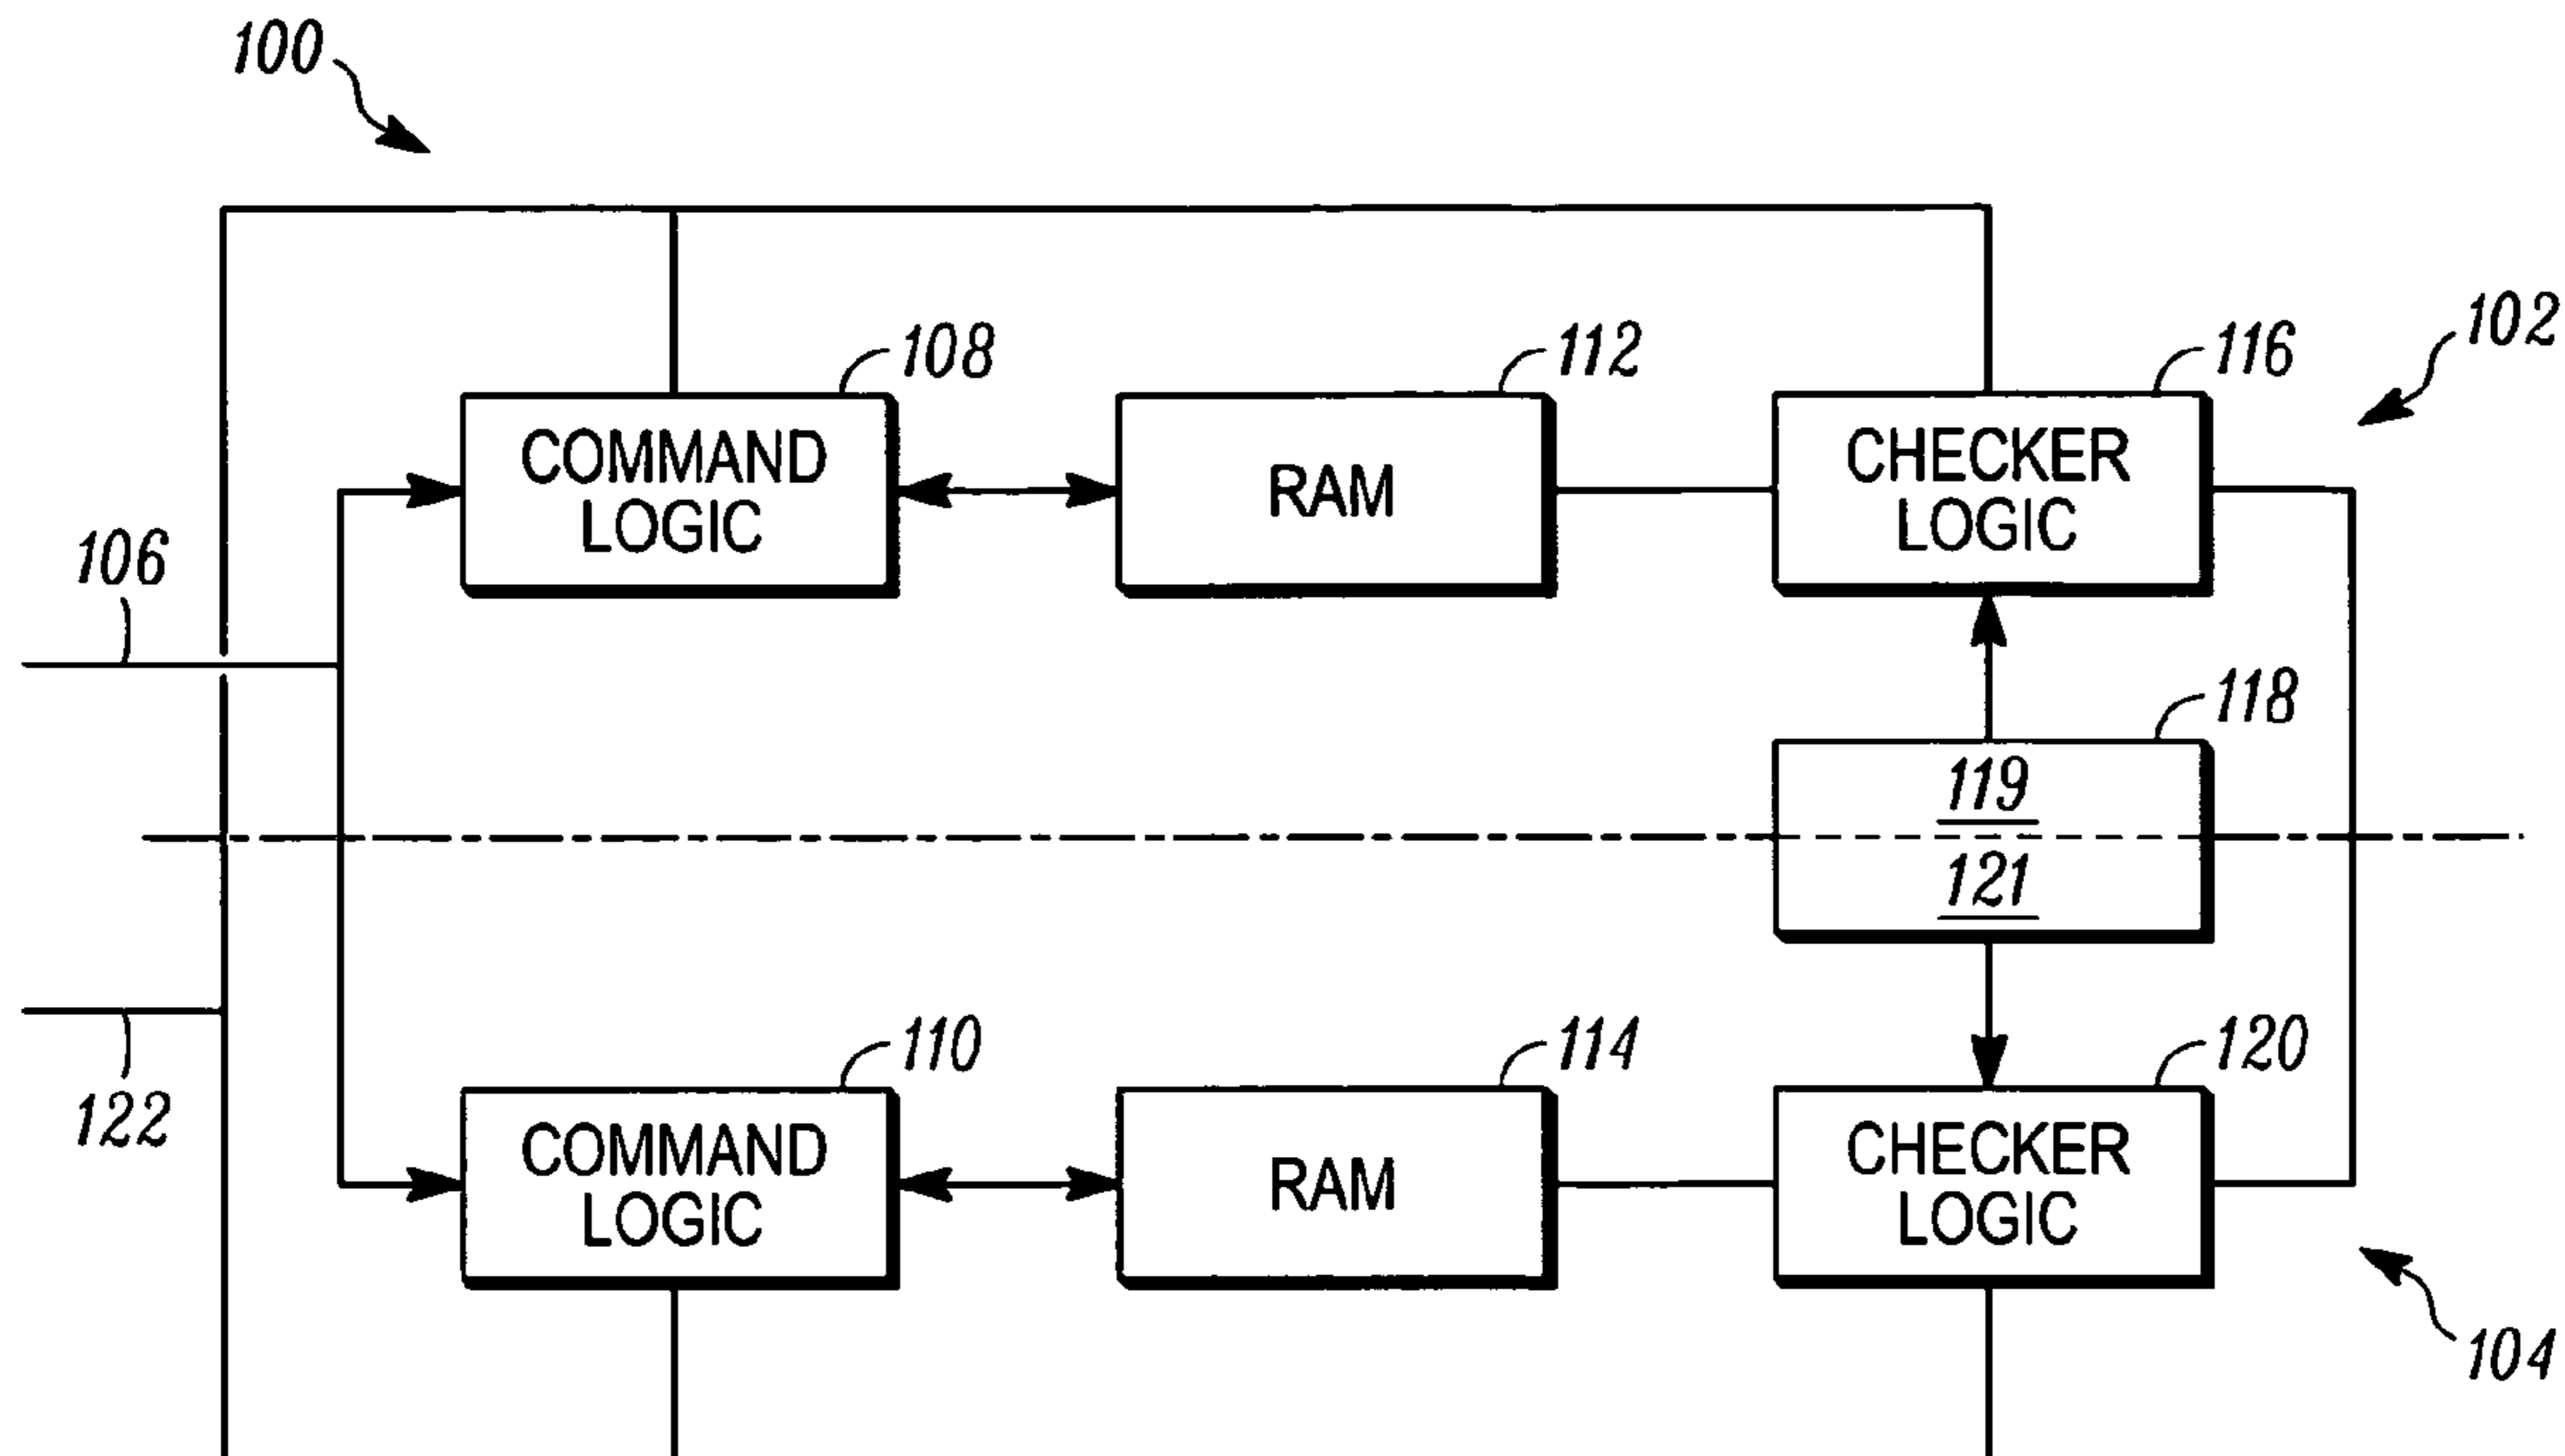 100
102
108
112
116
COMMAND
LOGIC
RAM
CHECKER
LOGIC
106
118
119
121
122
110
114
120
COMMAND
LOGIC
RAM
CHECKER
LOGIC
104